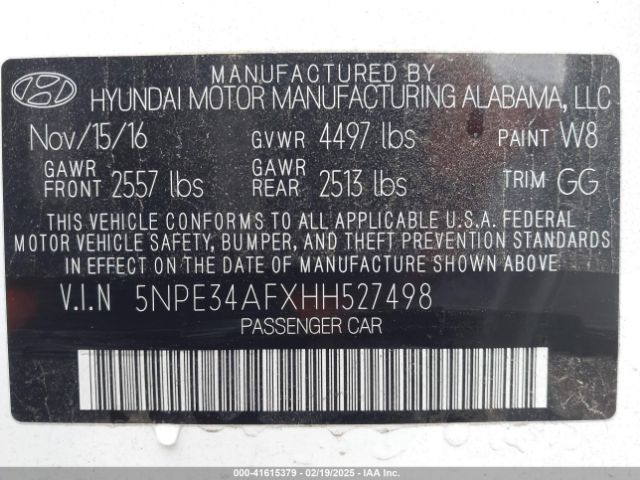 MANUFACTURED BY
HYUNDAI MOTOR MANUFACTURING ALABAMA, LLC
Nov/15/16 GVWR 4497 lbs PAINT W8
GAWR FRONT 2557 lbs GAWR REAR 2513 lbs TRIM GG
THIS VEHICLE CONFORMS TO ALL APPLICABLE U.S.A. FEDERAL
MOTOR VEHICLE SAFETY, BUMPER, AND THEFT PREVENTION STANDARDS
IN EFFECT ON THE DATE OF MANUFACTURE SHOWN ABOVE.
V.I.N 5NPE34AFXHH527498
PASSENGER CAR
000-41615379 - 02/19/2025 - IAA Inc.